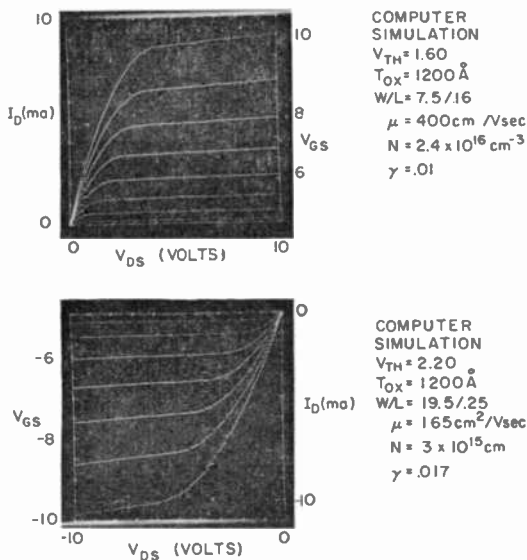 10
10
I_D(ma)
8
V_GS
6
0
0
10
V_DS (VOLTS)
COMPUTER
SIMULATION
V_TH = 1.60
T_OX = 1200 Å
W/L = 7.5/.16
μ = 400cm /Vsec
N = 2.4 x 10^16 cm^-3
γ = .01
0
-6
I_D(ma)
V_GS
-8
-10
-10
-10
0
V_DS (VOLTS)
COMPUTER
SIMULATION
V_TH = 2.20
T_OX = 1200 Å
W/L = 19.5/.25
μ = 165cm²/Vsec
N = 3 x 10^15 cm
γ = .017